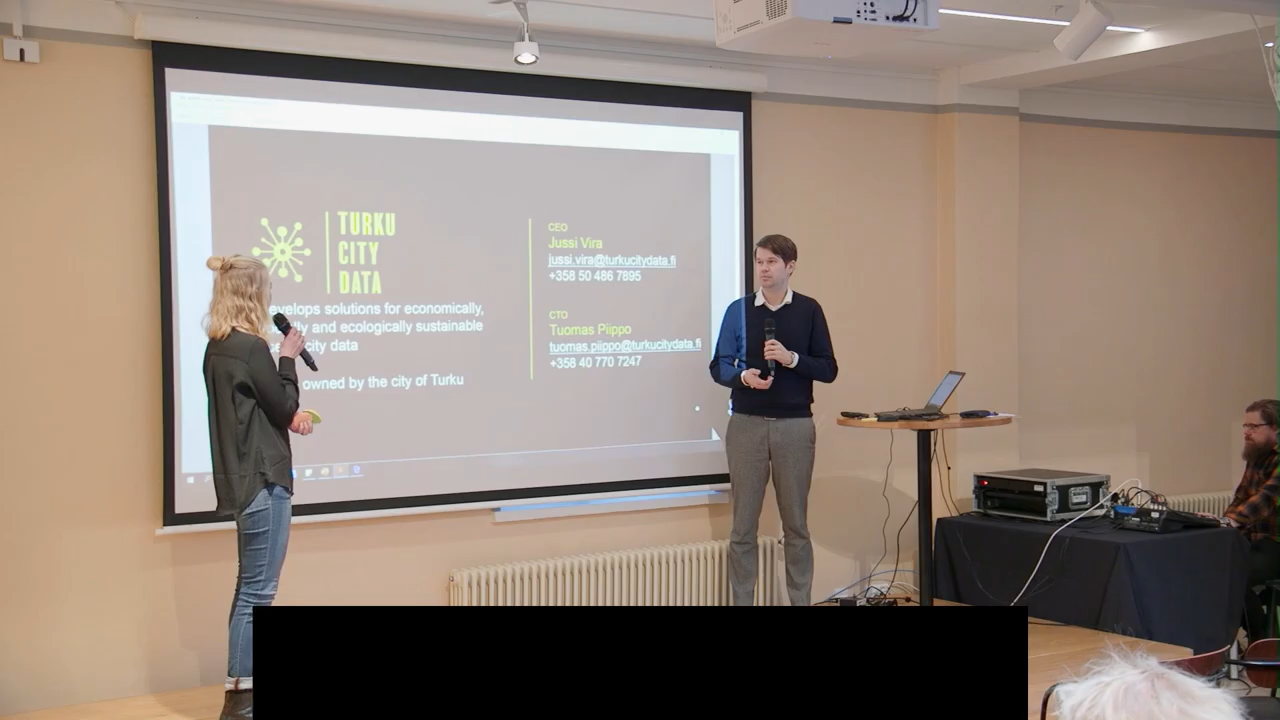 TURKU
CITY
DATA
evelops solutions for economically,
and ecologically sustainable
city data
owned by the city of Turku
CEO
Jussi Vira
jussi.vira@turkucitydata.fi
+358 50 486 7895
CTO
Tuomas Piippo
tuomas.piippo@turkucitydata.fi
+358 40 770 7247